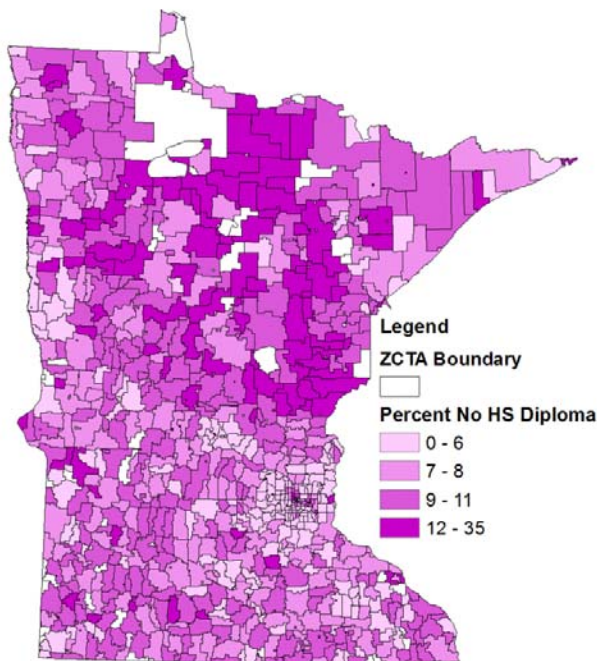 Legend
ZCTA Boundary
Percent No HS Diploma
0 - 6
7 - 8
9 - 11
12 - 35